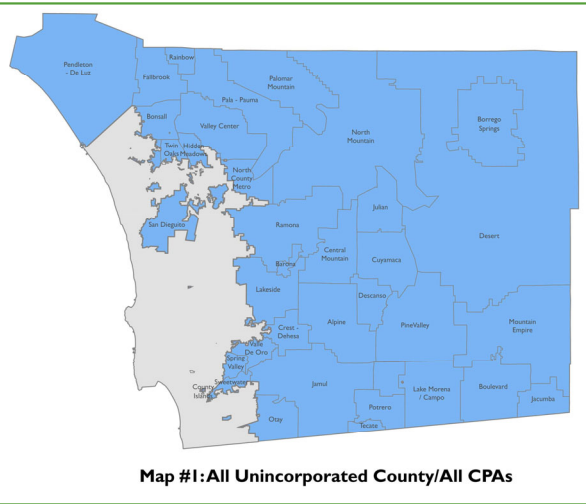 Pendleton
- De Luz
Rainbow
Fallbrook
Palomar
Mountain
Pala - Pauma
Bonsall
Valley Center
North
Mountain
Borrego
Springs
Twin
Oaks
Hidden
Meadows
North
County
Metro
San Dieguito
Julian
Ramona
Desert
Central
Mountain
Cuyamaca
Barona
Lakeside
Descanso
Alpine
PineValley
Mountain
Empire
Crest -
Dehesa
Valle
De Oro
Spring
Valley
Sweetwater
County
Islands
Jamul
Lake Morena
/ Campo
Boulevard
Jacumba
Potrero
Otay
Tecate
Map #1:All Unincorporated County/All CPAs